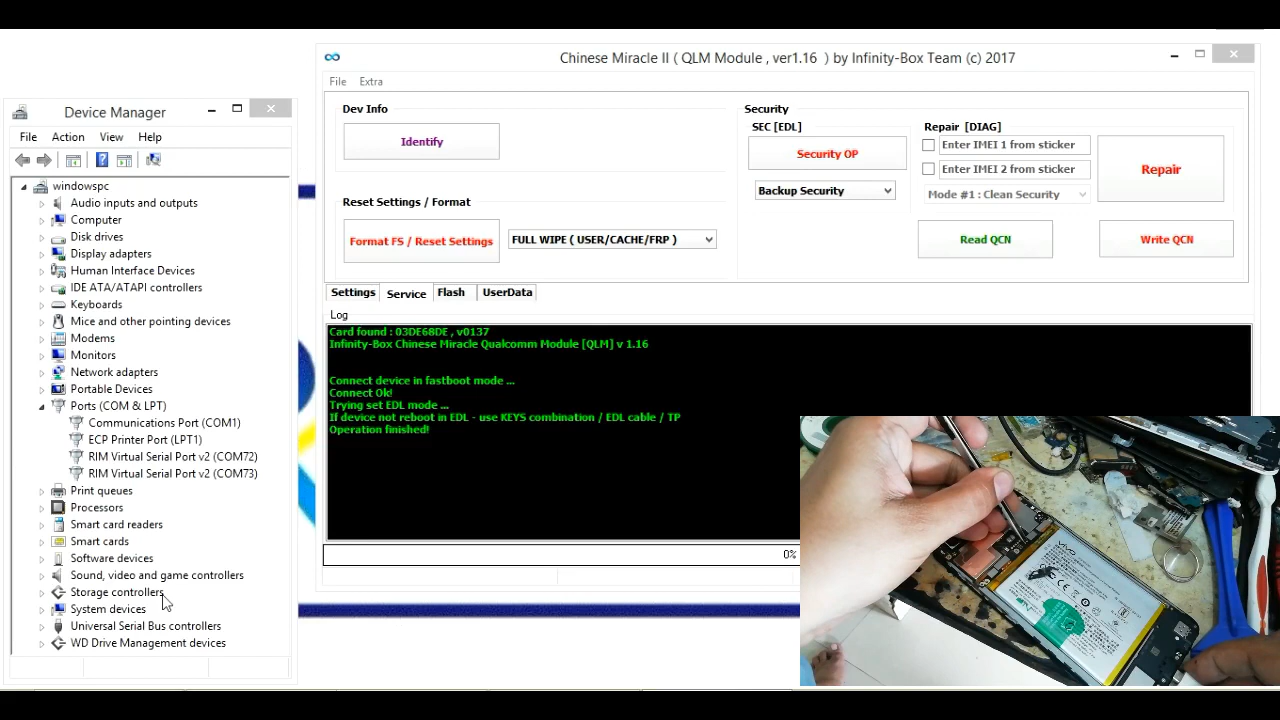 Device Manager
File Action View Help
windowspc
Audio inputs and outputs
Computer
Disk drives
Display adapters
Human Interface Devices
IDE ATA/ATAPI controllers
Keyboards
Mice and other pointing devices
Modems
Monitors
Network adapters
Portable Devices
Ports (COM & LPT)
Communications Port (COM1)
ECP Printer Port (LPT1)
RIM Virtual Serial Port v2 (COM72)
RIM Virtual Serial Port v2 (COM73)
Print queues
Processors
Smart card readers
Smart cards
Software devices
Sound, video and game controllers
Storage controllers
System devices
Universal Serial Bus controllers
WD Drive Management devices
Chinese Miracle II ( QLM Module , ver1.16 ) by Infinity-Box Team (c) 2017
File Extra
Dev Info
Identify
Reset Settings / Format
Format FS / Reset Settings
FULL WIPE ( USER/CACHE/FRP )
Security
SEC [EDL]
Security OP
Backup Security
Repair [DIAG]
Enter IMEI 1 from sticker
Enter IMEI 2 from sticker
Mode #1 : Clean Security
Repair
Read QCN
Write QCN
Settings Service Flash UserData
Log
Card found : 03DE68DE , v0137
Infinity-Box Chinese Miracle Qualcomm Module [QLM] v 1.16
Connect device in fastboot mode ...
Connect Ok!
Trying set EDL mode ...
If device not reboot in EDL - use KEYS combination / EDL cable / TP
Operation finished!
0%
vivo